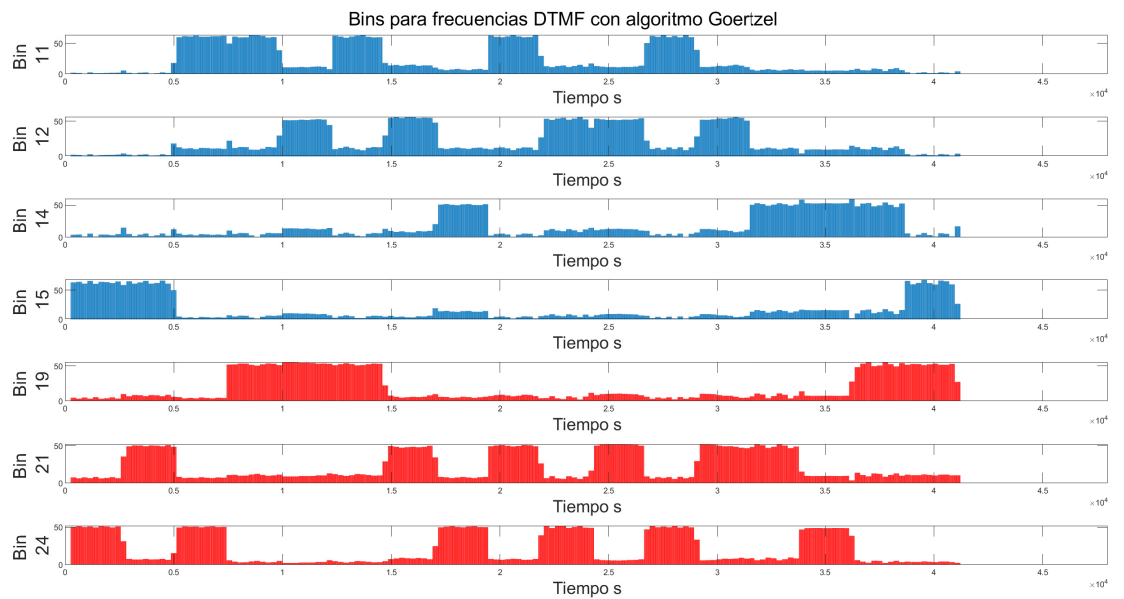 Bins para frecuencias DTMF con algoritmo Goertzel
Bin 11
50
0
0 0.5 1 1.5 2 2.5 3 3.5 4 4.5
×10^4
Tiempo s
Bin 12
50
0
0 0.5 1 1.5 2 2.5 3 3.5 4 4.5
×10^4
Tiempo s
Bin 14
50
0
0 0.5 1 1.5 2 2.5 3 3.5 4 4.5
×10^4
Tiempo s
Bin 15
50
0
0 0.5 1 1.5 2 2.5 3 3.5 4 4.5
×10^4
Tiempo s
Bin 19
50
0
0 0.5 1 1.5 2 2.5 3 3.5 4 4.5
×10^4
Tiempo s
Bin 21
50
0
0 0.5 1 1.5 2 2.5 3 3.5 4 4.5
×10^4
Tiempo s
Bin 24
50
0
0 0.5 1 1.5 2 2.5 3 3.5 4 4.5
×10^4
Tiempo s